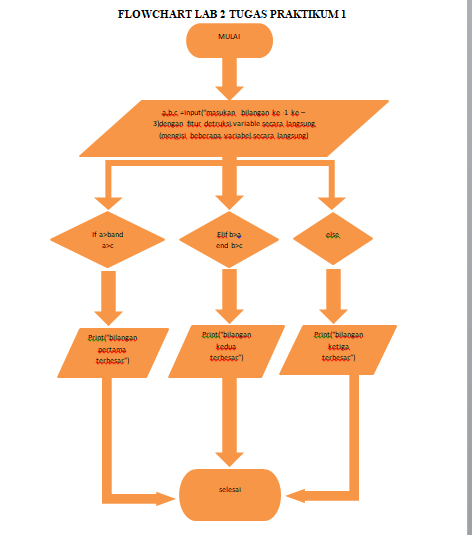 FLOWCHART LAB 2 TUGAS PRAKTIKUM 1
MULAI
a,b,c =input("masukan bilangan ke 1 ke –
3)dengan fitur detruksi variable secara langsung
(mengisi beberapa variabel secara langsung)
If a>band
a>c
Elif b>a
end b>c
else
Print("bilangan
pertama
terbesar")
Print("bilangan
kedua
terbesar")
Print("bilangan
ketiga
terbesar")
selesai